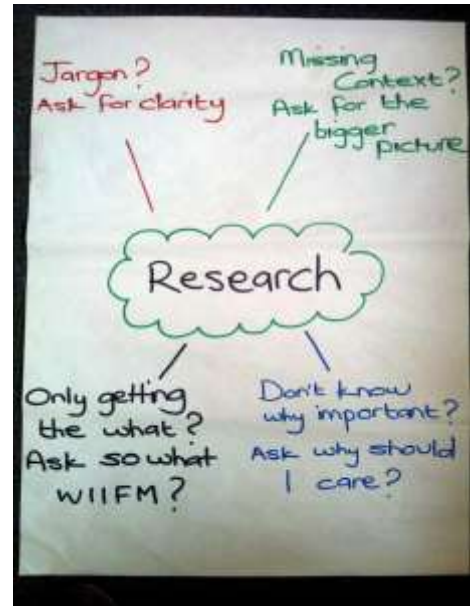 Jargon?
Ask for clarity
Missing
Context?
Ask for the
bigger
picture
Research
Only getting
the what?
Ask so what
WIIFM?
Don't know
why important?
Ask why should
I care?